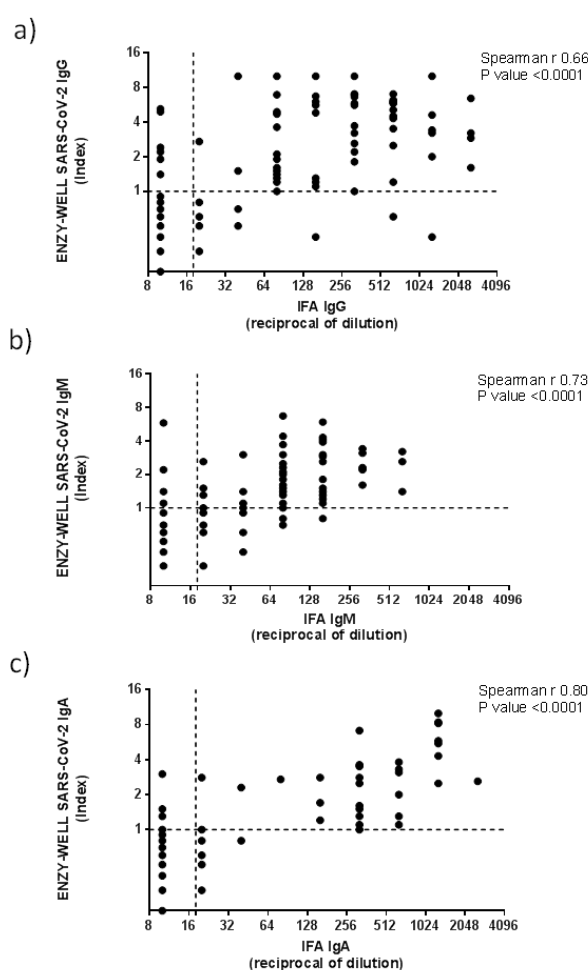 a)
Spearman r 0.66
P value <0.0001
ENZY-WELL SARS-CoV-2 IgG
(Index)
16
8
4
2
1
8 16 32 64 128 256 512 1024 2048 4096
IFA IgG
(reciprocal of dilution)
b)
Spearman r 0.73
P value <0.0001
ENZY-WELL SARS-CoV-2 IgM
(Index)
16
8
4
2
1
8 16 32 64 128 256 512 1024 2048 4096
IFA IgM
(reciprocal of dilution)
c)
Spearman r 0.80
P value <0.0001
ENZY-WELL SARS-CoV-2 IgA
(Index)
16
8
4
2
1
8 16 32 64 128 256 512 1024 2048 4096
IFA IgA
(reciprocal of dilution)